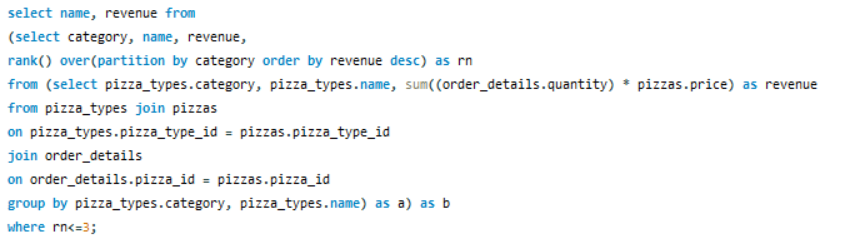 select name, revenue from
(select category, name, revenue,
rank() over(partition by category order by revenue desc) as rn
from (select pizza_types.category, pizza_types.name, sum((order_details.quantity) * pizzas.price) as revenue
from pizza_types join pizzas
on pizza_types.pizza_type_id = pizzas.pizza_type_id
join order_details
on order_details.pizza_id = pizzas.pizza_id
group by pizza_types.category, pizza_types.name) as a) as b
where rn<=3;